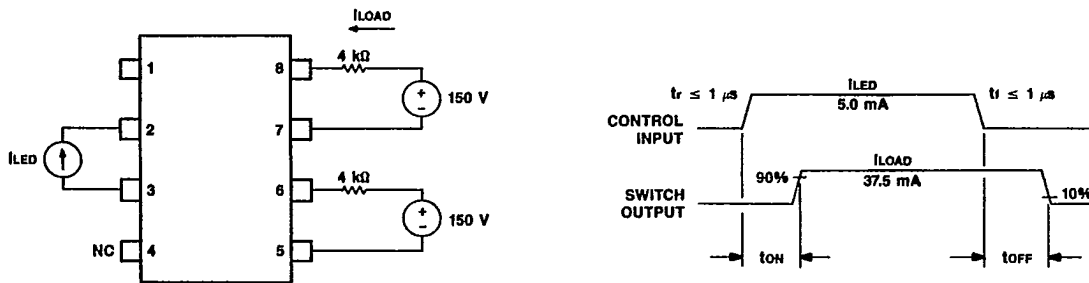 ILOAD
1
2
3
NC 4
8
7
6
5
4 kΩ
+
−
150 V
4 kΩ
+
−
150 V
ILED
CONTROL
INPUT
tr ≤ 1 μs
ILED
5.0 mA
tf ≤ 1 μs
SWITCH
OUTPUT
90%
ILOAD
37.5 mA
10%
tON
tOFF